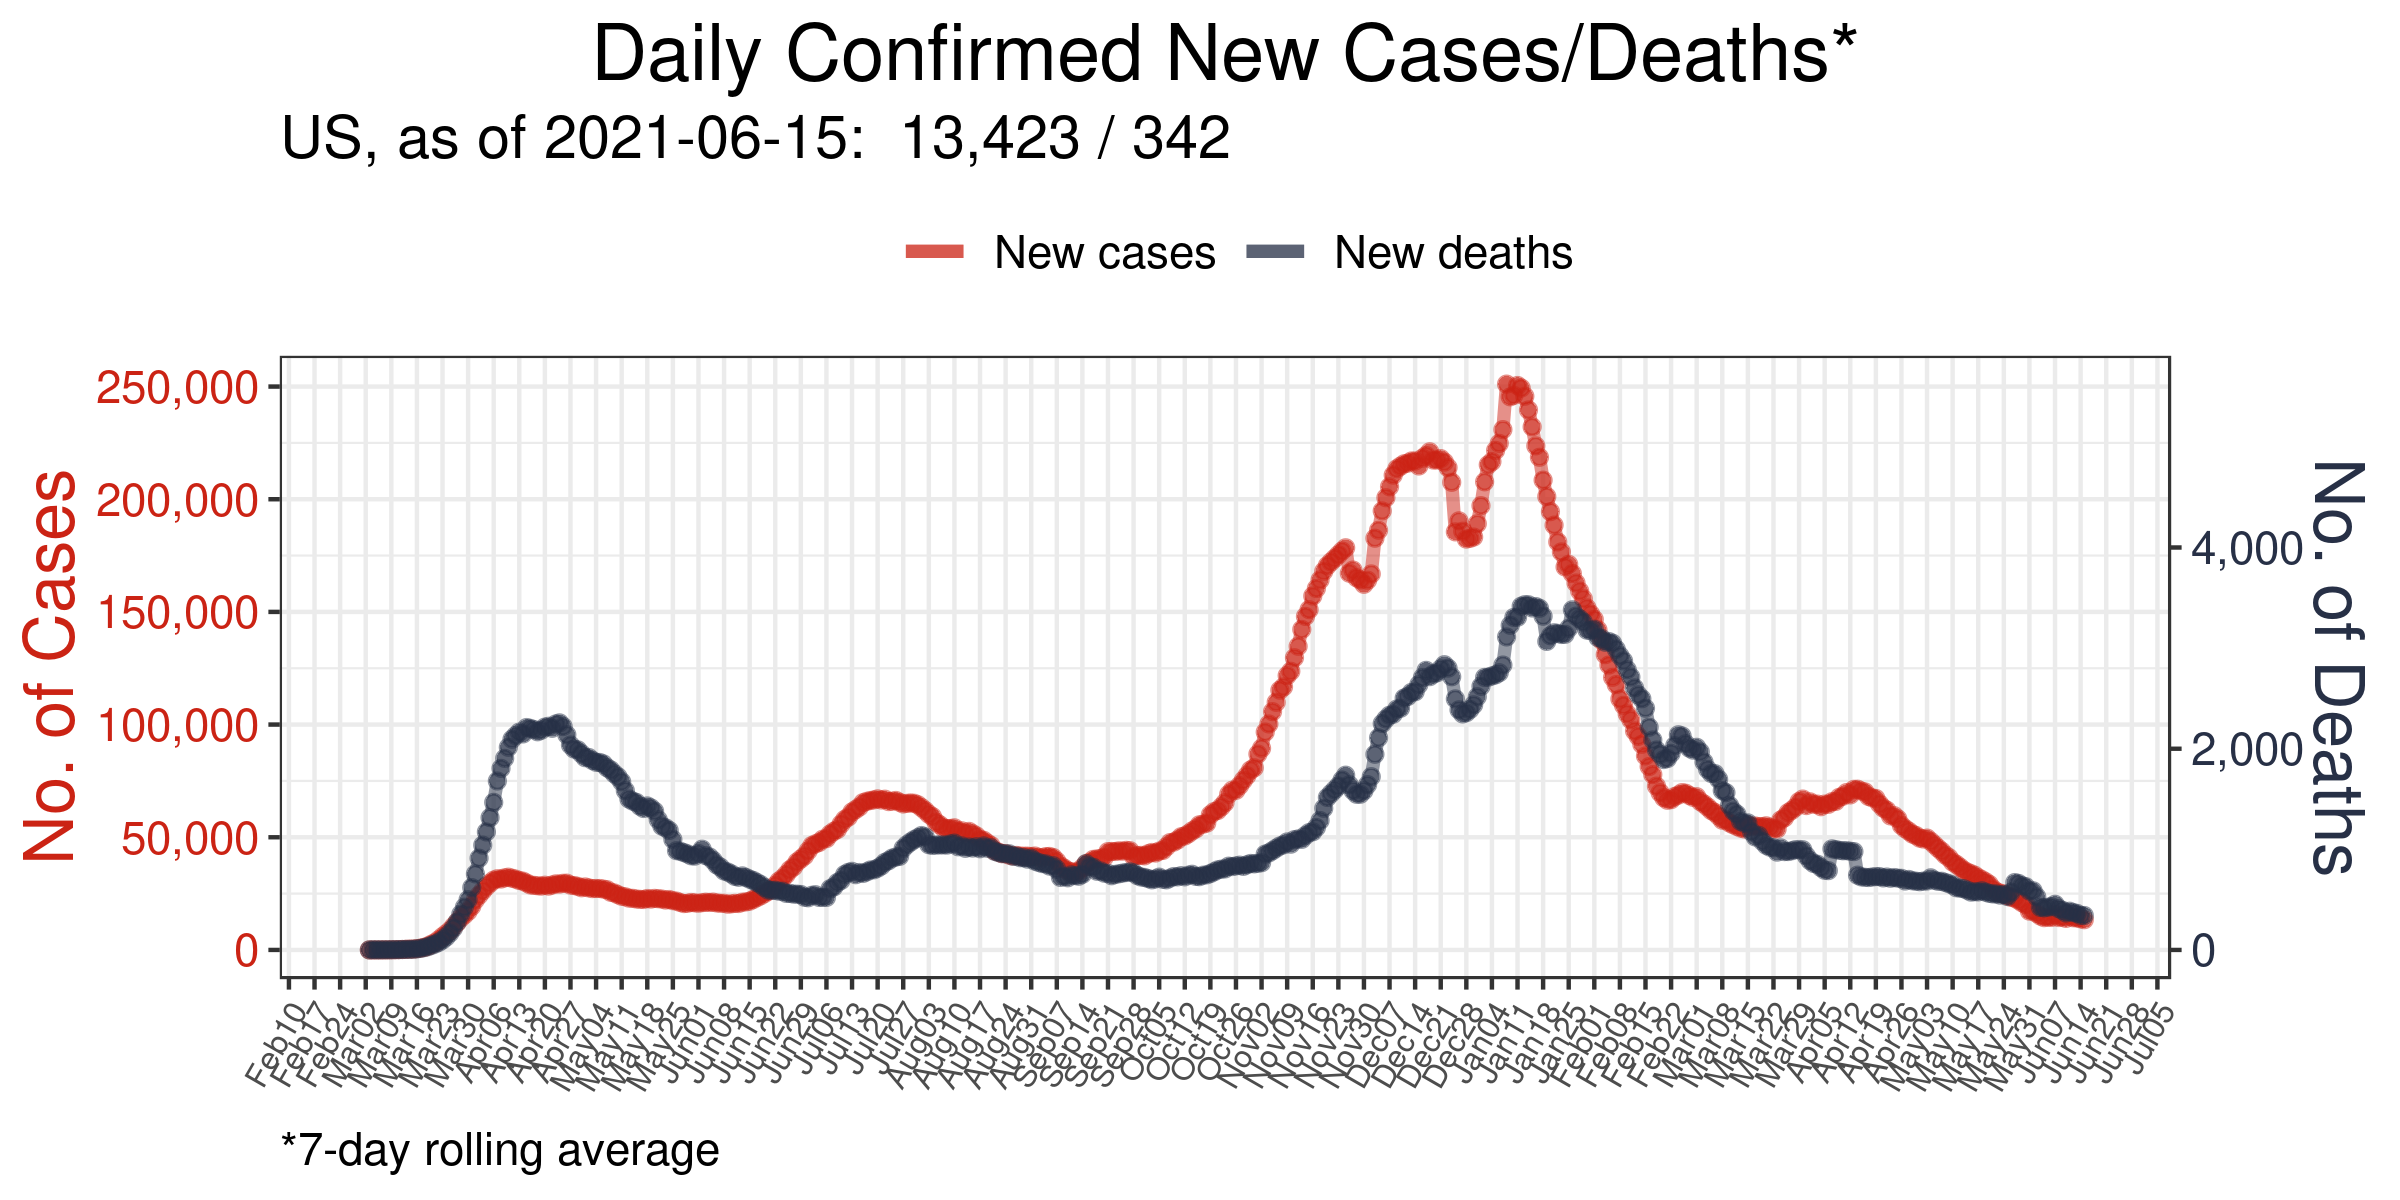 Daily Confirmed New Cases/Deaths*
US, as of 2021-06-15:  13,423 / 342
New cases
New deaths
No. of Cases
250,000
200,000
150,000
100,000
50,000
0
No. of Deaths
4,000
2,000
0
Feb10
Feb17
Feb24
Mar02
Mar09
Mar16
Mar23
Mar30
Apr06
Apr13
Apr20
Apr27
May04
May11
May18
May25
Jun01
Jun08
Jun15
Jun22
Jun29
Jul06
Jul13
Jul20
Jul27
Aug03
Aug10
Aug17
Aug24
Aug31
Sep07
Sep14
Sep21
Sep28
Oct05
Oct12
Oct19
Oct26
Nov02
Nov09
Nov16
Nov23
Nov30
Dec07
Dec14
Dec21
Dec28
Jan04
Jan11
Jan18
Jan25
Feb01
Feb08
Feb15
Feb22
Mar01
Mar08
Mar15
Mar22
Mar29
Apr05
Apr12
Apr19
Apr26
May03
May10
May17
May24
May31
Jun07
Jun14
Jun21
Jun28
Jul05
*7-day rolling average